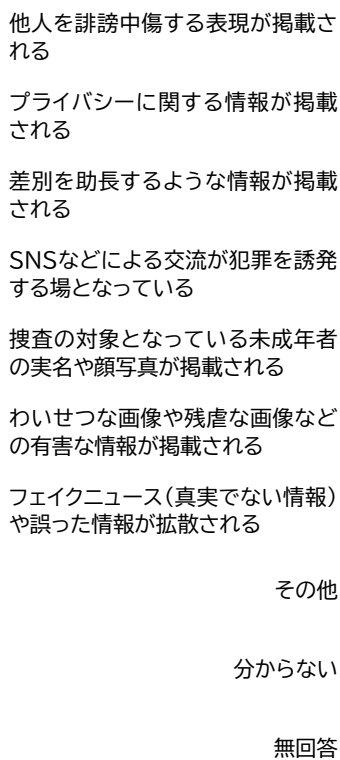 他人を誹謗中傷する表現が掲載さ
れる
プライバシーに関する情報が掲載
される
差別を助長するような情報が掲載
される
SNSなどによる交流が犯罪を誘発
する場となっている
捜査の対象となっている未成年者
の実名や顔写真が掲載される
わいせつな画像や残虐な画像など
の有害な情報が掲載される
フェイクニュース(真実でない情報)
や誤った情報が拡散される
その他
分からない
無回答